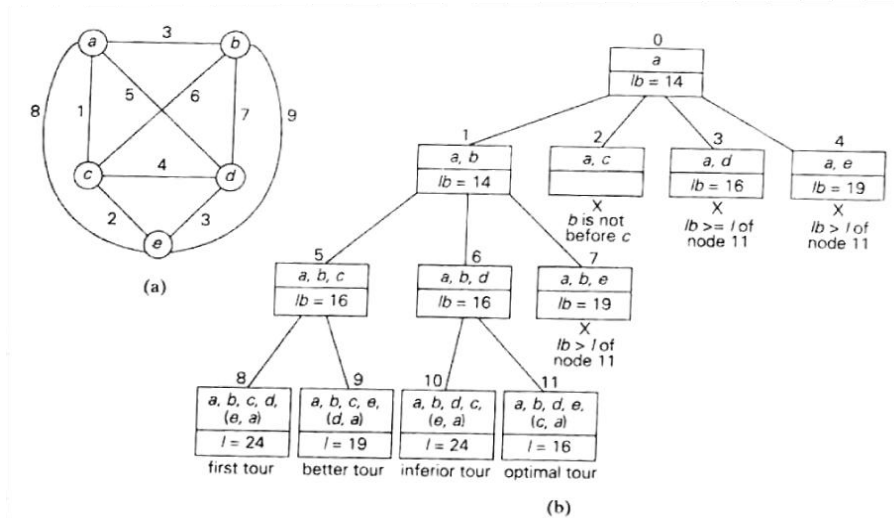 a 3 b
8 5 6 9
1 7
c 4 d
2 3
e
(a)
0
a
lb = 14
1 2 3 4
a, b a, c a, d a, e
lb = 14 lb = 16 lb = 19
X X X
b is not lb >= l of lb > l of
before c node 11 node 11
5 6 7
a, b, c a, b, d a, b, e
lb = 16 lb = 16 lb = 19
X
lb > l of
node 11
8 9 10 11
a, b, c, d, a, b, c, e, a, b, d, c, a, b, d, e,
(e, a) (d, a) (e, a) (c, a)
l = 24 l = 19 l = 24 l = 16
first tour better tour inferior tour optimal tour
(b)